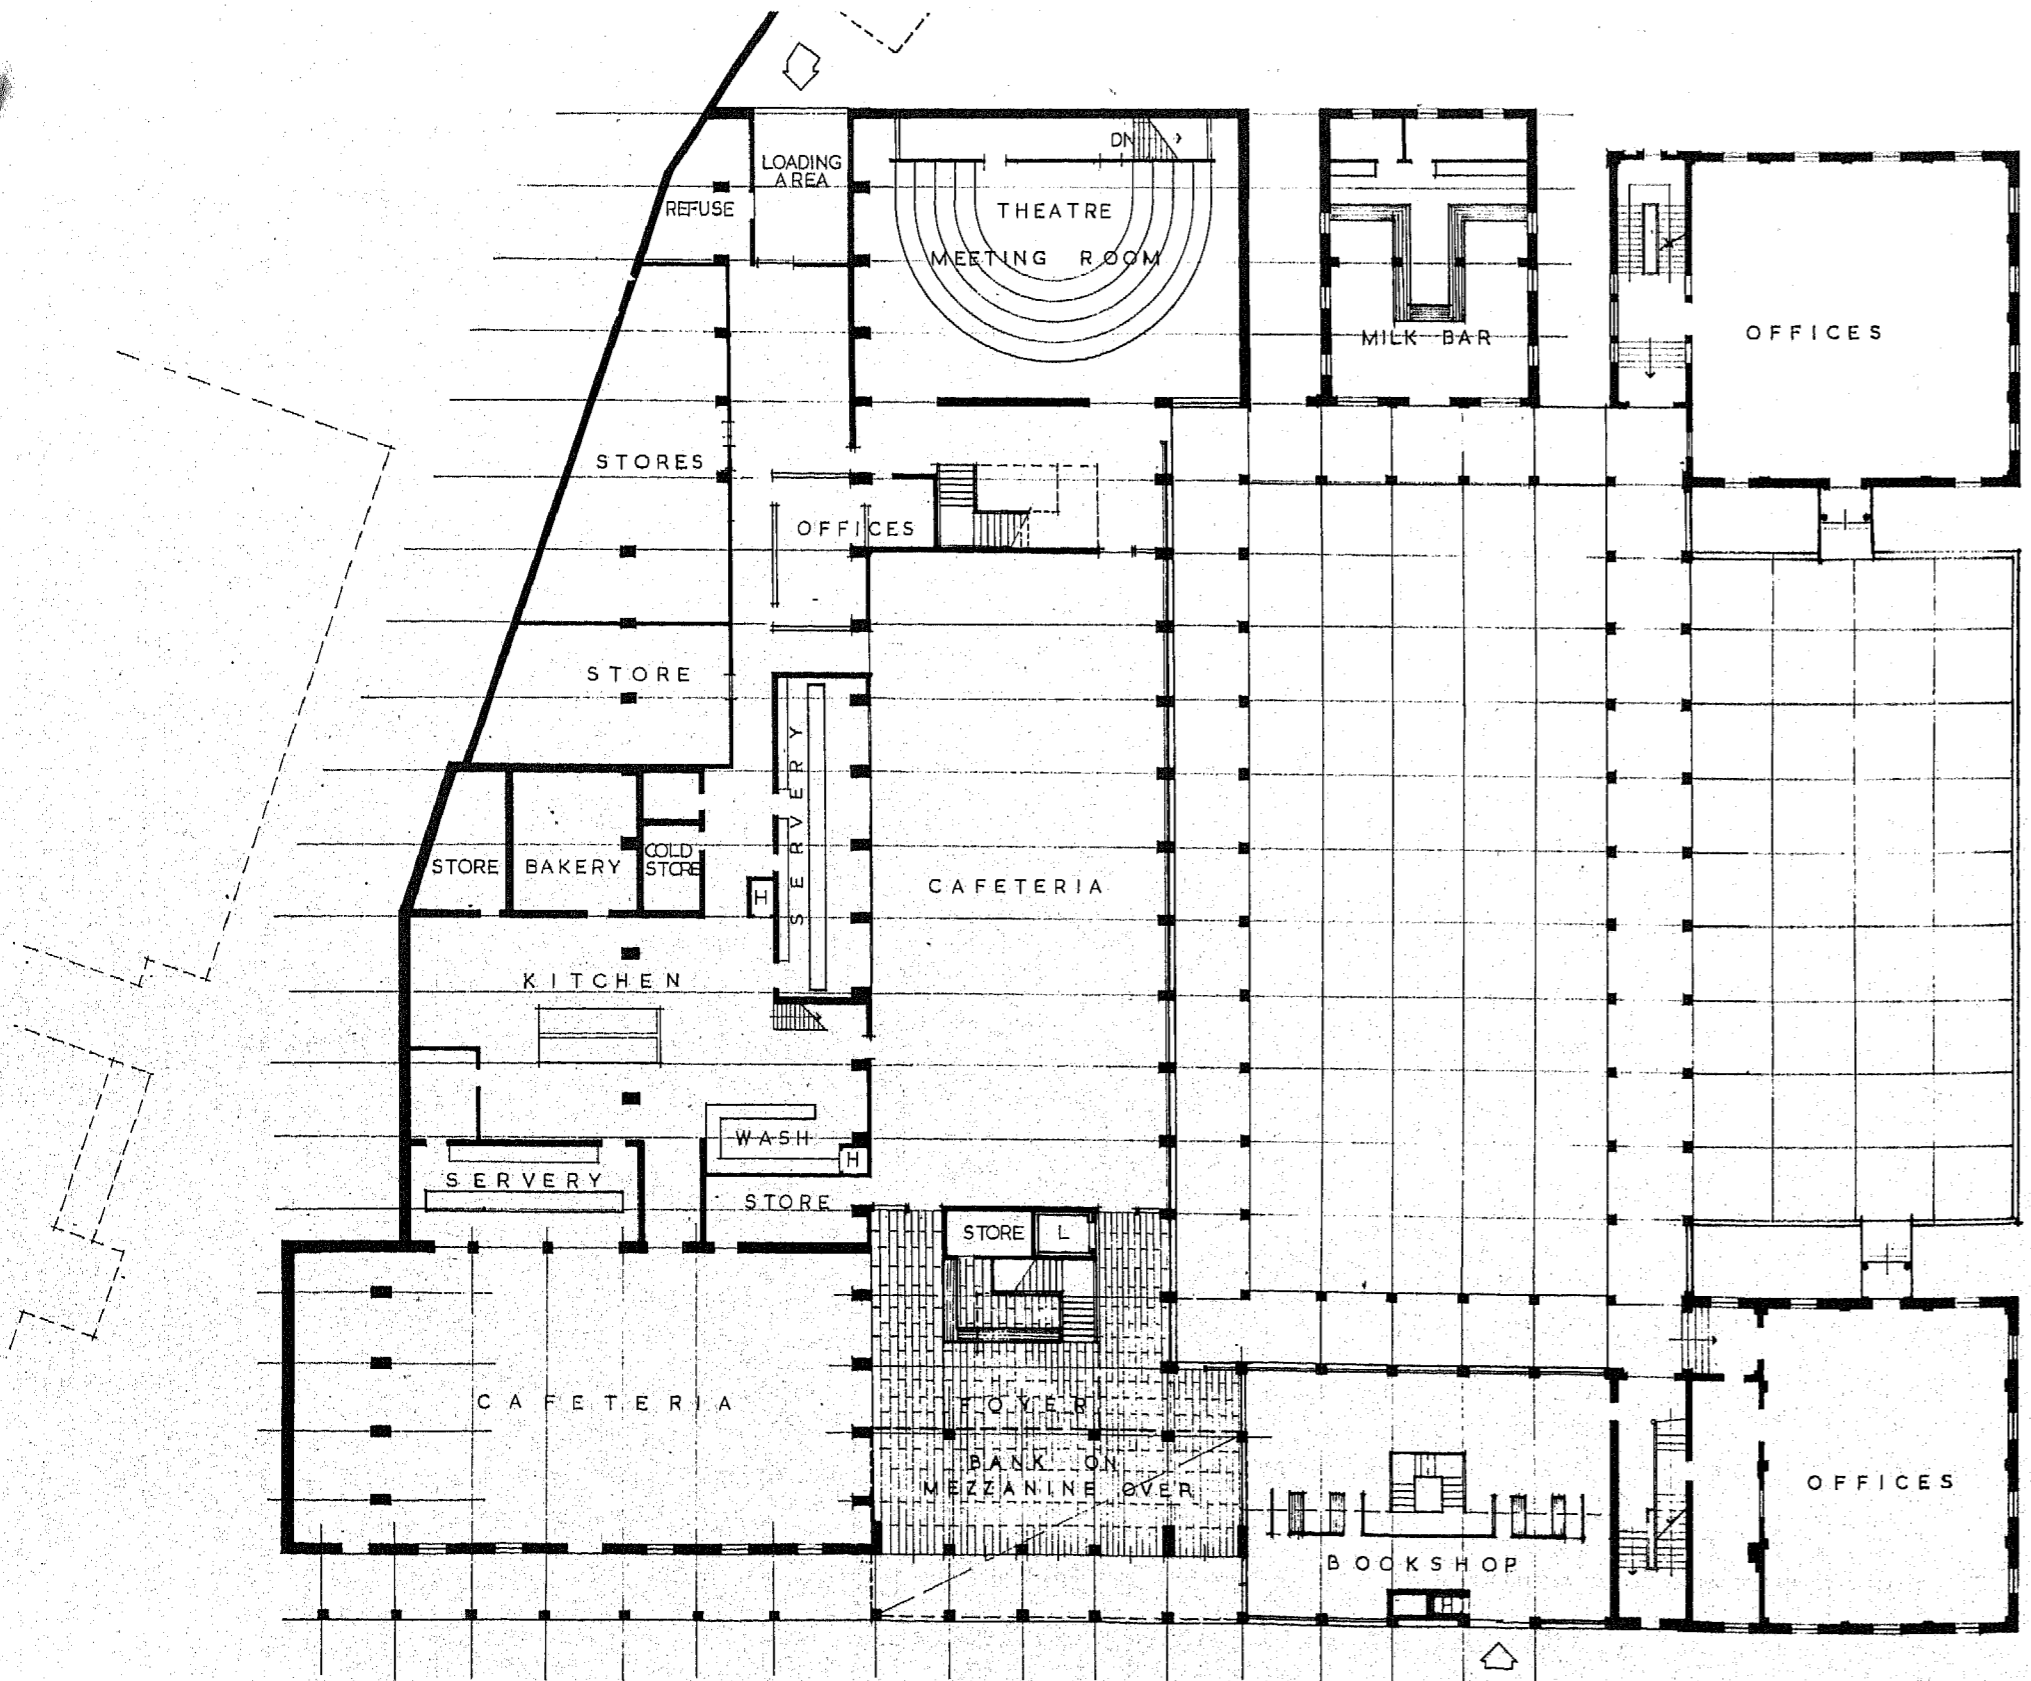 DN
LOADING
AREA
REFUSE
THEATRE
MEETING ROOM
MILK BAR
OFFICES
STORES
OFFICES
STORE
SERVERY
STORE
BAKERY
COLD
STORE
H
CAFETERIA
KITCHEN
WASH
H
SERVERY
STORE
STORE
L
CAFETERIA
FOYER
BANK ON
MEZZANINE OVER
OFFICES
BOOKSHOP
H